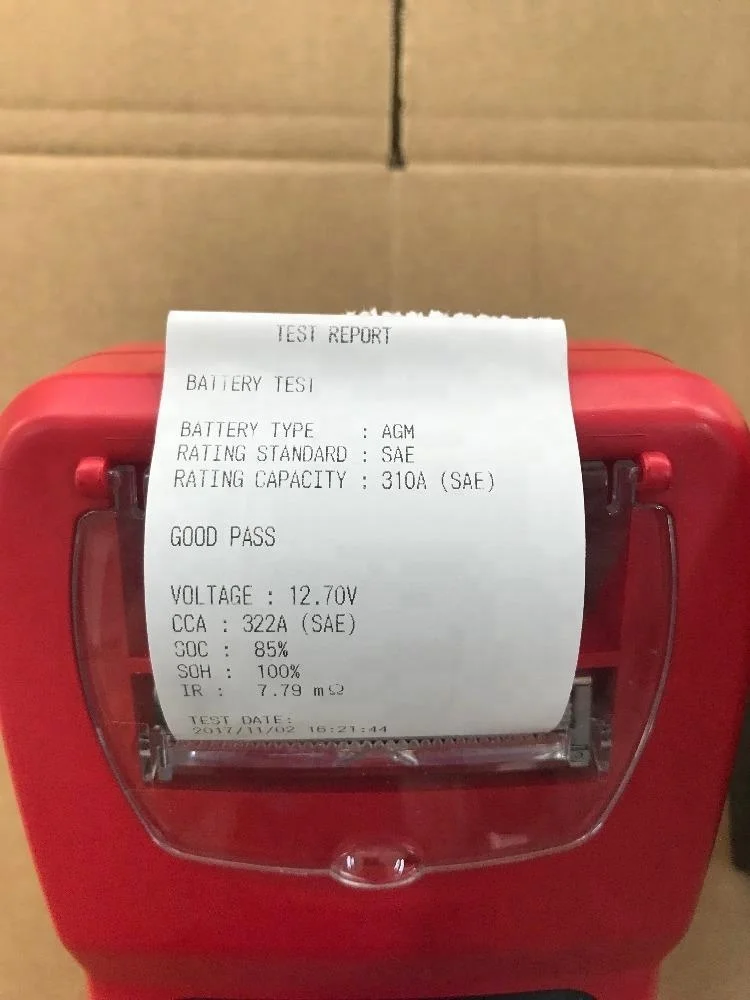 TEST REPORT
BATTERY TEST
BATTERY TYPE : AGM
RATING STANDARD : SAE
RATING CAPACITY : 310A (SAE)
GOOD PASS
VOLTAGE : 12.70V
CCA : 322A (SAE)
SOC : 85%
SOH : 100%
IR : 7.79 mΩ
TEST DATE:
2017/11/02 16:21:44